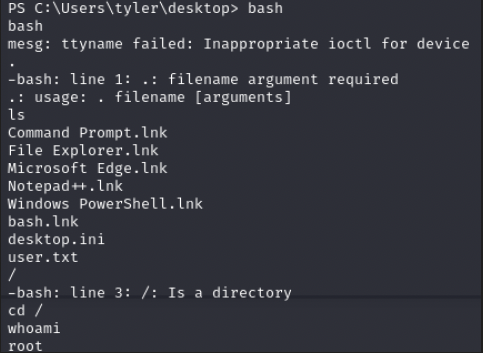 PS C:\Users\tyler\desktop> bash
bash
mesg: ttyname failed: Inappropriate ioctl for device
.
-bash: line 1: .: filename argument required
.: usage: . filename [arguments]
ls
Command Prompt.lnk
File Explorer.lnk
Microsoft Edge.lnk
Notepad++.lnk
Windows PowerShell.lnk
bash.lnk
desktop.ini
user.txt
/
-bash: line 3: /: Is a directory
cd /
whoami
root